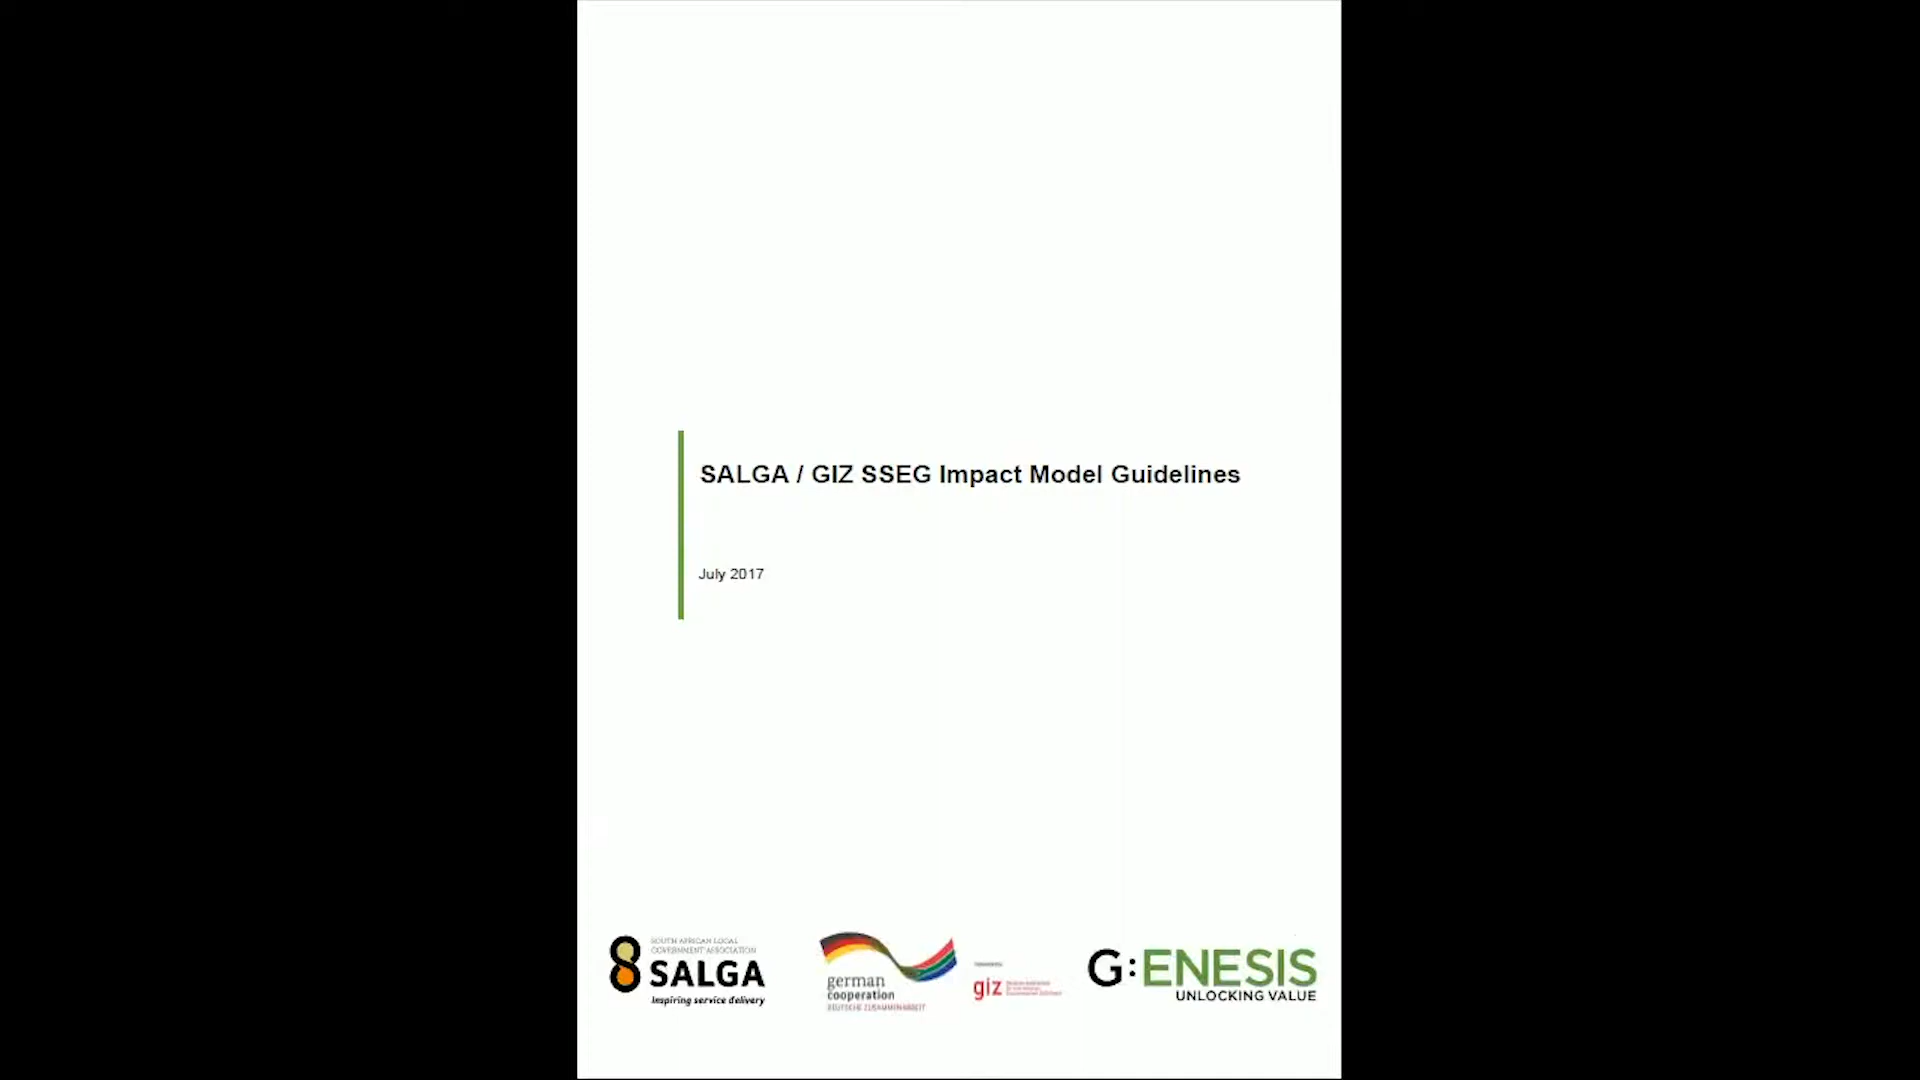 SALGA / GIZ SSEG Impact Model Guidelines
July 2017
SOUTH AFRICAN LOCAL
GOVERNMENT ASSOCIATION
SALGA
Inspiring service delivery
german
cooperation
DEUTSCHE ZUSAMMENARBEIT
giz
G:ENESIS
UNLOCKING VALUE